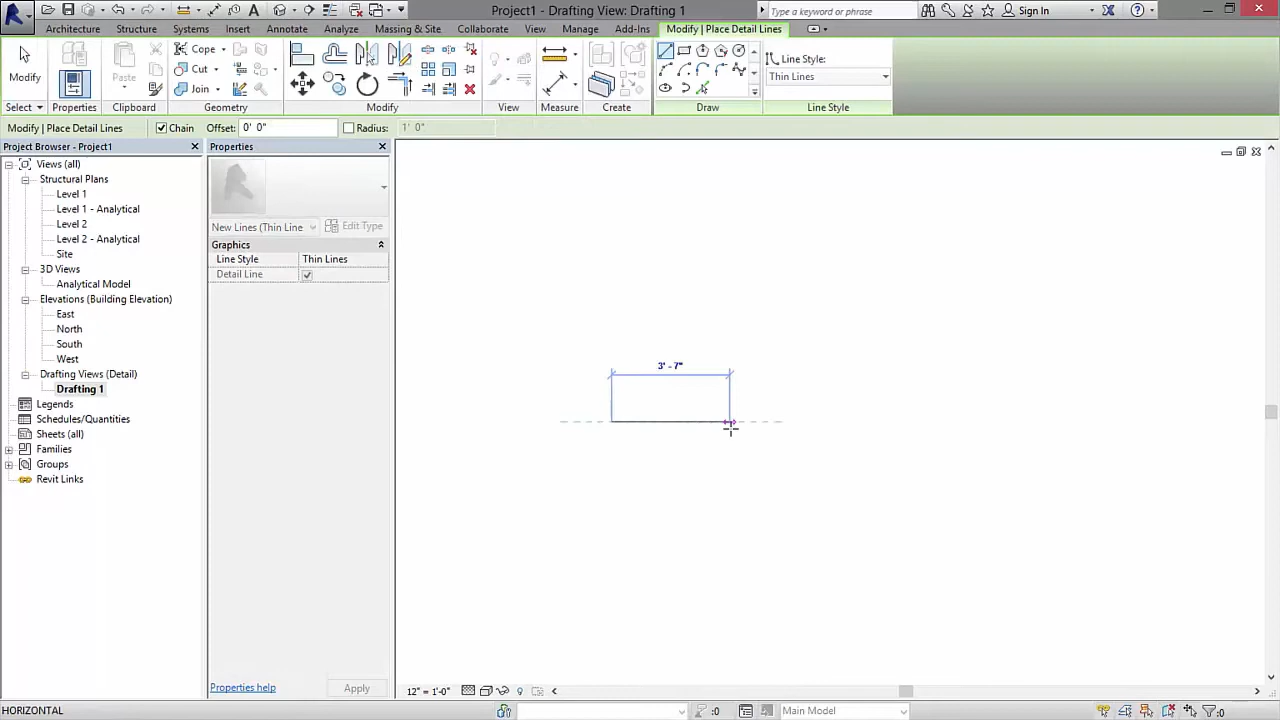 Project1 - Drafting View: Drafting 1
Type a keyword or phrase
Sign In
Architecture Structure Systems Insert Annotate Analyze Massing & Site Collaborate View Manage Add-Ins Modify | Place Detail Lines
Modify
Paste
Cope
Cut
Join
Line Style:
Thin Lines
Select Properties Clipboard Geometry Modify View Measure Create Draw Line Style
Modify | Place Detail Lines Chain Offset: 0' 0" Radius: 1' 0"
Project Browser - Project1
Views (all)
Structural Plans
Level 1
Level 1 - Analytical
Level 2
Level 2 - Analytical
Site
3D Views
Analytical Model
Elevations (Building Elevation)
East
North
South
West
Drafting Views (Detail)
Drafting 1
Legends
Schedules/Quantities
Sheets (all)
Families
Groups
Revit Links
Properties
New Lines (Thin Line
Edit Type
Graphics
Line Style Thin Lines
Detail Line
Properties help
Apply
3' - 7"
12" = 1'-0"
HORIZONTAL
:0
Main Model
:0